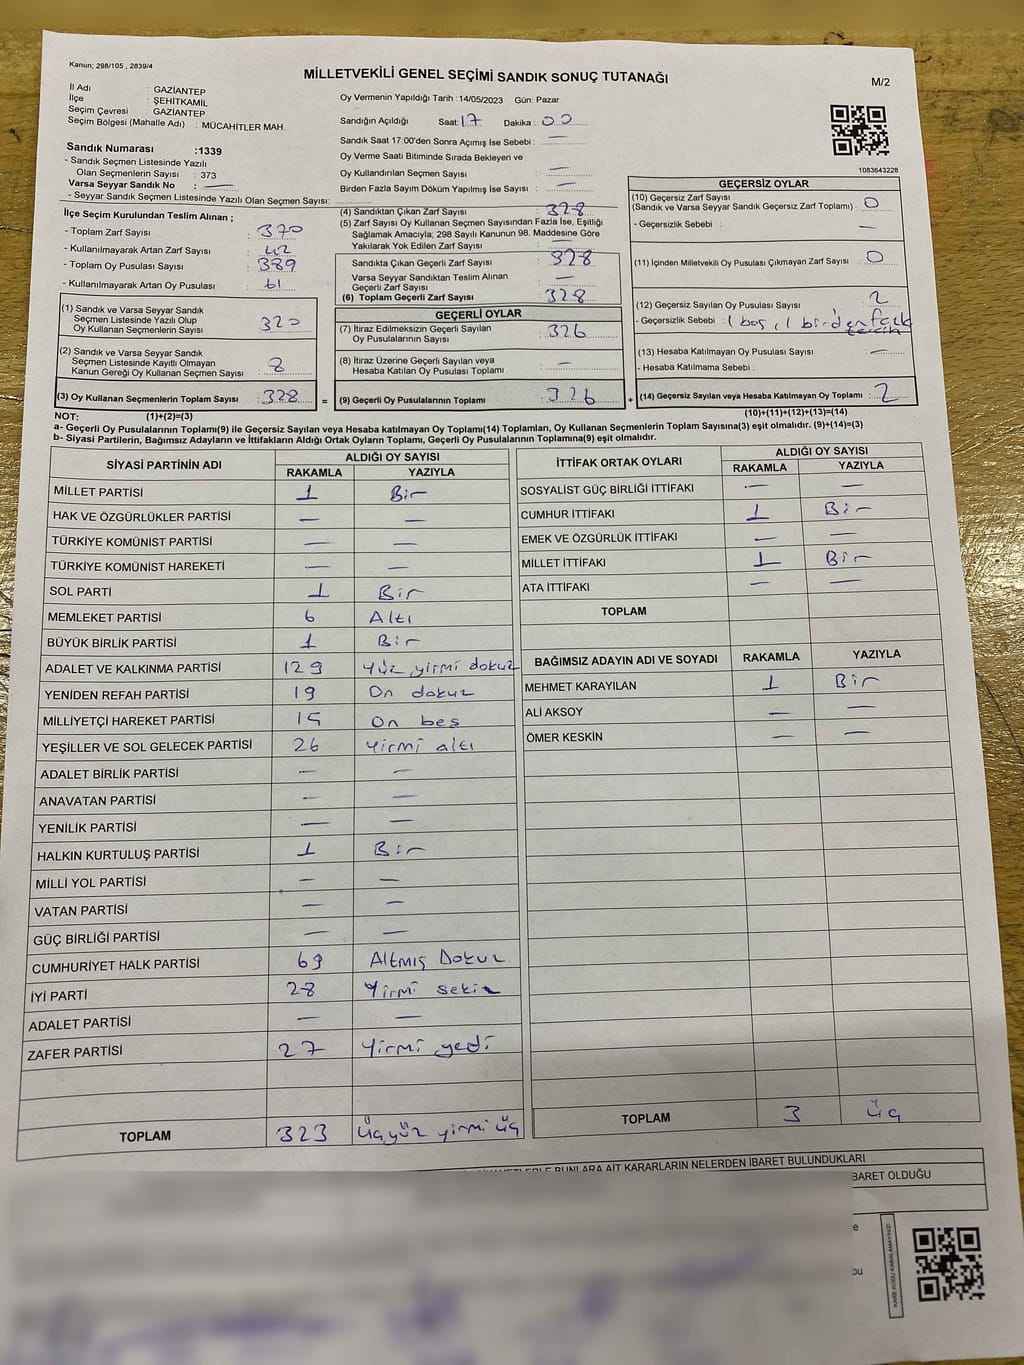 Kanun; 298/105 , 2839/4
MİLLETVEKİLİ GENEL SEÇİMİ SANDIK SONUÇ TUTANAĞI
M/2
İl Adı : GAZİANTEP
İlçe : ŞEHİTKAMİL
Seçim Çevresi : GAZİANTEP
Seçim Bölgesi (Mahalle Adı) : MÜCAHİTLER MAH.
Sandık Numarası :1339
- Sandık Seçmen Listesinde Yazılı
Olan Seçmenlerin Sayısı : 373
Varsa Seyyar Sandık No : —
- Seyyar Sandık Seçmen Listesinde Yazılı Olan Seçmen Sayısı:
Oy Vermenin Yapıldığı Tarih :14/05/2023 Gün: Pazar
Sandığın Açıldığı Saat: 17 Dakika : 00
Sandık Saat 17:00'den Sonra Açımış İse Sebebi : —
Oy Verme Saati Bitiminde Sırada Bekleyen ve
Oy Kullandırılan Seçmen Sayısı : —
Birden Fazla Sayım Döküm Yapılmış İse Sayısı : —
1083643228
İlçe Seçim Kurulundan Teslim Alınan ;
- Toplam Zarf Sayısı : 370
- Kullanılmayarak Artan Zarf Sayısı : 42
- Toplam Oy Pusulası Sayısı : 389
- Kullanılmayarak Artan Oy Pusulası : 61
(1) Sandık ve Varsa Seyyar Sandık
Seçmen Listesinde Yazılı Olup
Oy Kullanan Seçmenlerin Sayısı : 320
(2) Sandık ve Varsa Seyyar Sandık
Seçmen Listesinde Kayıtlı Olmayan
Kanun Gereği Oy Kullanan Seçmen Sayısı : 8
(3) Oy Kullanan Seçmenlerin Toplam Sayısı : 328 =
(4) Sandıktan Çıkan Zarf Sayısı : 328
(5) Zarf Sayısı Oy Kullanan Seçmen Sayısından Fazla İse, Eşitliği
Sağlamak Amacıyla, 298 Sayılı Kanunun 98. Maddesine Göre
Yakılarak Yok Edilen Zarf Sayısı : —
Sandıkta Çıkan Geçerli Zarf Sayısı : 328
Varsa Seyyar Sandıktan Teslim Alınan
Geçerli Zarf Sayısı : —
(6) Toplam Geçerli Zarf Sayısı : 328
GEÇERLİ OYLAR
(7) İtiraz Edilmeksizin Geçerli Sayılan
Oy Pusulalarının Sayısı : 326
(8) İtiraz Üzerine Geçerli Sayılan veya
Hesaba Katılan Oy Pusulası Toplamı : —
(9) Geçerli Oy Pusulalarının Toplamı : 326 +
GEÇERSİZ OYLAR
(10) Geçersiz Zarf Sayısı
(Sandık ve Varsa Seyyar Sandık Geçersiz Zarf Toplamı) : 0
- Geçersizlik Sebebi : —
(11) İçinden Milletvekili Oy Pusulası Çıkmayan Zarf Sayısı : 0
(12) Geçersiz Sayılan Oy Pusulası Sayısı : 2
- Geçersizlik Sebebi : 1 boş, 1 birden fazla
tercih
(13) Hesaba Katılmayan Oy Pusulası Sayısı : —
- Hesaba Katılmama Sebebi :
(14) Geçersiz Sayılan veya Hesaba Katılmayan Oy Toplamı : 2
NOT: (1)+(2)=(3)
(10)+(11)+(12)+(13)=(14)
a- Geçerli Oy Pusulalarının Toplamı(9) ile Geçersiz Sayılan veya Hesaba katılmayan Oy Toplamı(14) Toplamları, Oy Kullanan Seçmenlerin Toplam Sayısına(3) eşit olmalıdır. (9)+(14)=(3)
b- Siyasi Partilerin, Bağımsız Adayların ve İttifakların Aldığı Ortak Oyların Toplamı, Geçerli Oy Pusulalarının Toplamına(9) eşit olmalıdır.
SİYASİ PARTİNİN ADI ALDIĞI OY SAYISI
RAKAMLA YAZIYLA
MİLLET PARTİSİ 1 Bir
HAK VE ÖZGÜRLÜKLER PARTİSİ — —
TÜRKİYE KOMÜNİST PARTİSİ — —
TÜRKİYE KOMÜNİST HAREKETİ — —
SOL PARTİ 1 Bir
MEMLEKET PARTİSİ 6 Altı
BÜYÜK BİRLİK PARTİSİ 1 Bir
ADALET VE KALKINMA PARTİSİ 129 Yüz yirmi dokuz
YENİDEN REFAH PARTİSİ 19 On dokuz
MİLLİYETÇİ HAREKET PARTİSİ 15 On beş
YEŞİLLER VE SOL GELECEK PARTİSİ 26 Yirmi altı
ADALET BİRLİK PARTİSİ — —
ANAVATAN PARTİSİ — —
YENİLİK PARTİSİ — —
HALKIN KURTULUŞ PARTİSİ 1 Bir
MİLLİ YOL PARTİSİ — —
VATAN PARTİSİ — —
GÜÇ BİRLİĞİ PARTİSİ — —
CUMHURİYET HALK PARTİSİ 69 Altmış Dokuz
İYİ PARTİ 28 Yirmi sekiz
ADALET PARTİSİ — —
ZAFER PARTİSİ 27 Yirmi yedi
TOPLAM 323 Üçyüz yirmi üç
İTTİFAK ORTAK OYLARI ALDIĞI OY SAYISI
RAKAMLA YAZIYLA
SOSYALİST GÜÇ BİRLİĞİ İTTİFAKI — —
CUMHUR İTTİFAKI 1 Bir
EMEK VE ÖZGÜRLÜK İTTİFAKI — —
MİLLET İTTİFAKI 1 Bir
ATA İTTİFAKI — —
TOPLAM
BAĞIMSIZ ADAYIN ADI VE SOYADI RAKAMLA YAZIYLA
MEHMET KARAYILAN 1 Bir
ALİ AKSOY — —
ÖMER KESKİN — —
TOPLAM 3 üç
BUNLARA AİT KARARLARIN NELERDEN İBARET BULUNDUKLARI
BARET OLDUĞU
KARE KODU KARALAMAYINIZ!